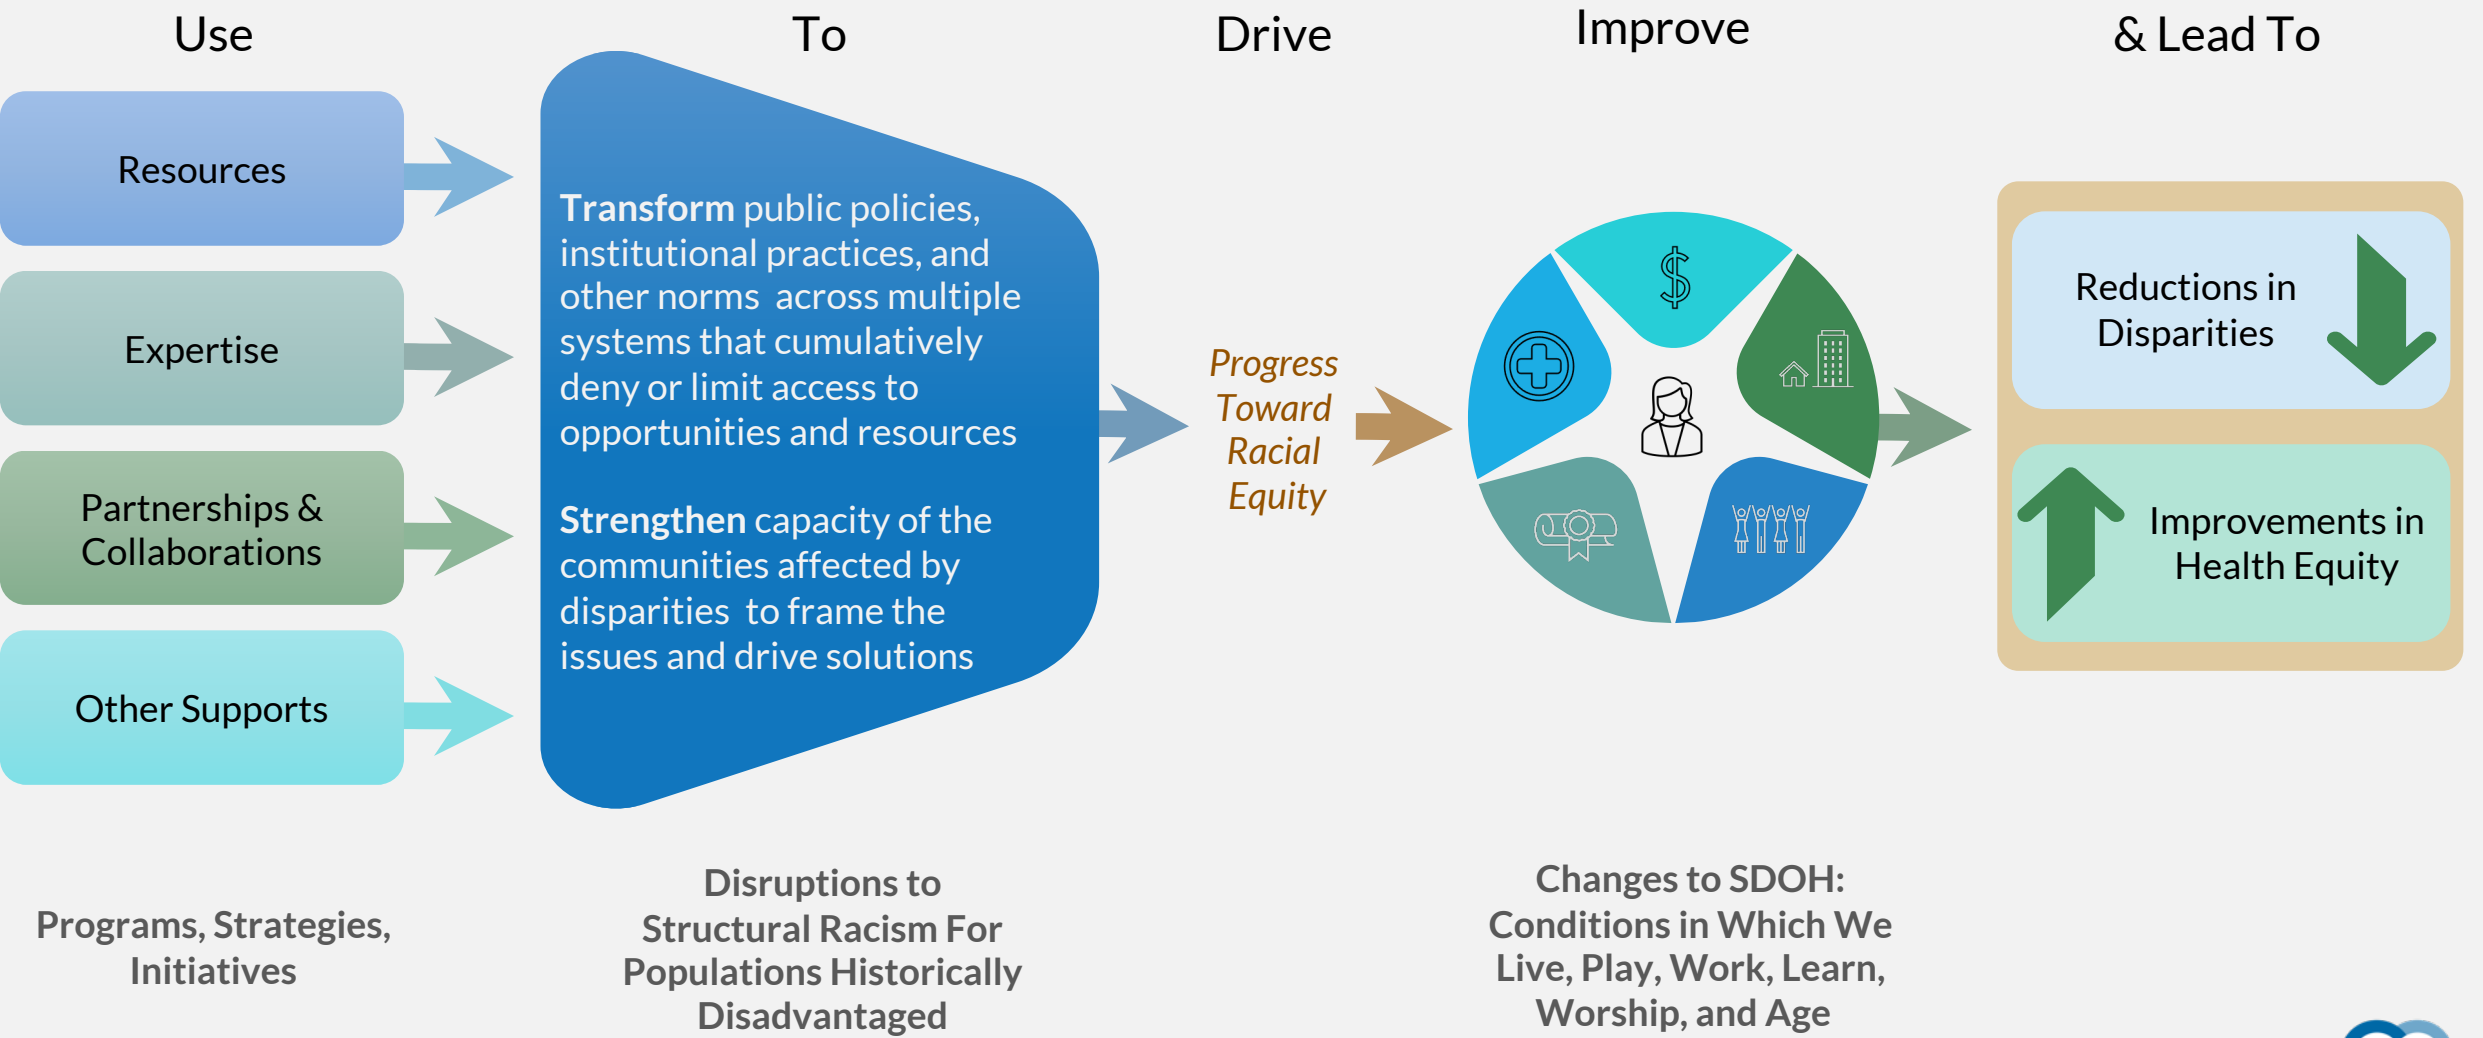 Use
To
Drive
Improve
& Lead To
Resources
Expertise
Partnerships &
Collaborations
Other Supports
Transform public policies,
institutional practices, and
other norms across multiple
systems that cumulatively
deny or limit access to
opportunities and resources
Strengthen capacity of the
communities affected by
disparities to frame the
issues and drive solutions
Progress
Toward
Racial
Equity
$
Reductions in
Disparities
Improvements in
Health Equity
Programs, Strategies,
Initiatives
Disruptions to
Structural Racism For
Populations Historically
Disadvantaged
Changes to SDOH:
Conditions in Which We
Live, Play, Work, Learn,
Worship, and Age